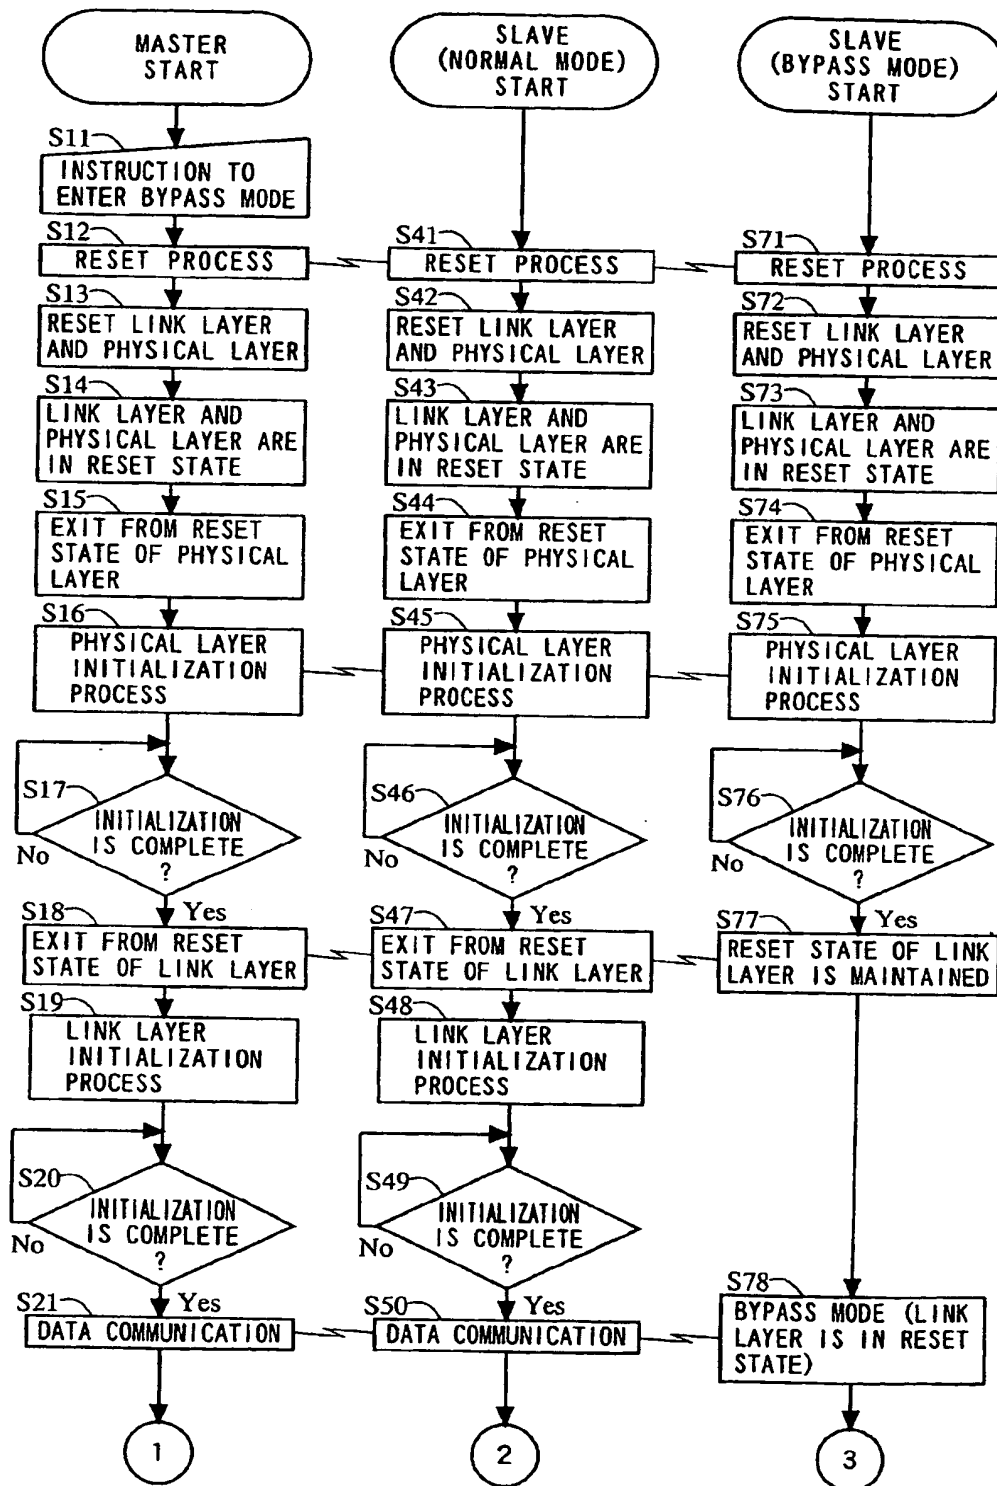 MASTER
START
S11
INSTRUCTION TO
ENTER BYPASS MODE
S12
RESET PROCESS
S13
RESET LINK LAYER
AND PHYSICAL LAYER
S14
LINK LAYER AND
PHYSICAL LAYER ARE
IN RESET STATE
S15
EXIT FROM RESET
STATE OF PHYSICAL
LAYER
S16
PHYSICAL LAYER
INITIALIZATION
PROCESS
S17
INITIALIZATION
IS COMPLETE
?
No
Yes
S18
EXIT FROM RESET
STATE OF LINK LAYER
S19
LINK LAYER
INITIALIZATION
PROCESS
S20
INITIALIZATION
IS COMPLETE
?
No
Yes
S21
DATA COMMUNICATION
1
SLAVE
(NORMAL MODE)
START
S41
RESET PROCESS
S42
RESET LINK LAYER
AND PHYSICAL LAYER
S43
LINK LAYER AND
PHYSICAL LAYER ARE
IN RESET STATE
S44
EXIT FROM RESET
STATE OF PHYSICAL
LAYER
S45
PHYSICAL LAYER
INITIALIZATION
PROCESS
S46
INITIALIZATION
IS COMPLETE
?
No
Yes
S47
EXIT FROM RESET
STATE OF LINK LAYER
S48
LINK LAYER
INITIALIZATION
PROCESS
S49
INITIALIZATION
IS COMPLETE
?
No
Yes
S50
DATA COMMUNICATION
2
SLAVE
(BYPASS MODE)
START
S71
RESET PROCESS
S72
RESET LINK LAYER
AND PHYSICAL LAYER
S73
LINK LAYER AND
PHYSICAL LAYER ARE
IN RESET STATE
S74
EXIT FROM RESET
STATE OF PHYSICAL
LAYER
S75
PHYSICAL LAYER
INITIALIZATION
PROCESS
S76
INITIALIZATION
IS COMPLETE
?
No
Yes
S77
RESET STATE OF LINK
LAYER IS MAINTAINED
S78
BYPASS MODE (LINK
LAYER IS IN RESET
STATE)
3